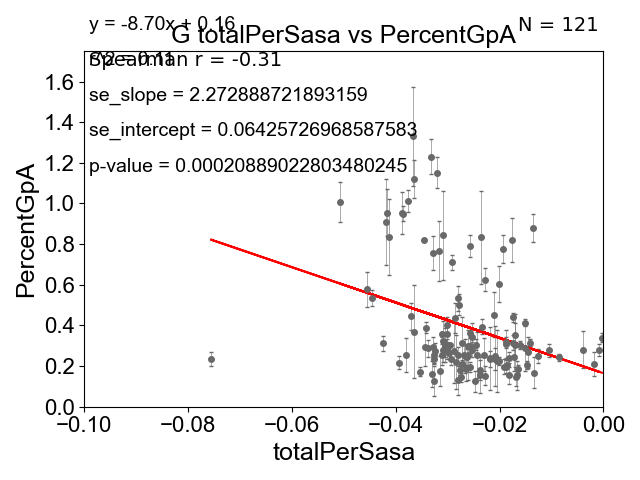 y = -8.70x + 0.16
N = 121
G totalPerSasa vs PercentGpA
Spearman r = -0.31
se_slope = 2.272888721893159
se_intercept = 0.06425726968587583
p-value = 0.00020889022803480245
PercentGpA
1.6
1.4
1.2
1.0
0.8
0.6
0.4
0.2
0.0
−0.10
−0.08
−0.06
−0.04
−0.02
0.00
totalPerSasa